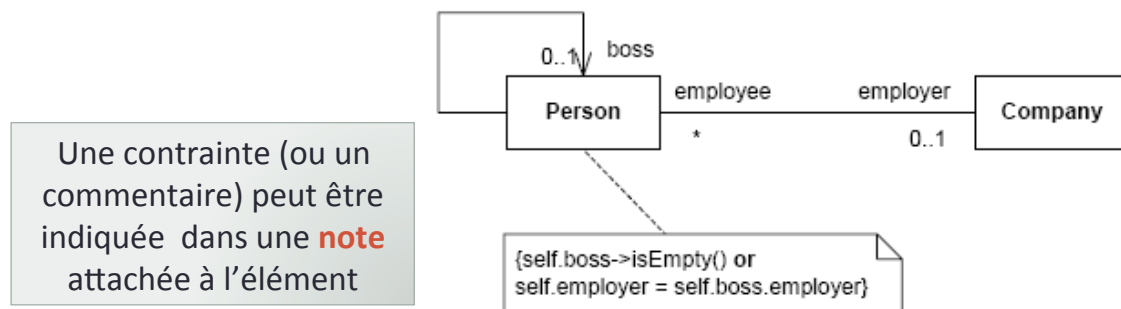 boss
0..1
Person
employee
employer
*
0..1
Company
Une contrainte (ou un
commentaire) peut être
indiquée dans une note
attachée à l'élément
{self.boss->isEmpty() or
self.employer = self.boss.employer}